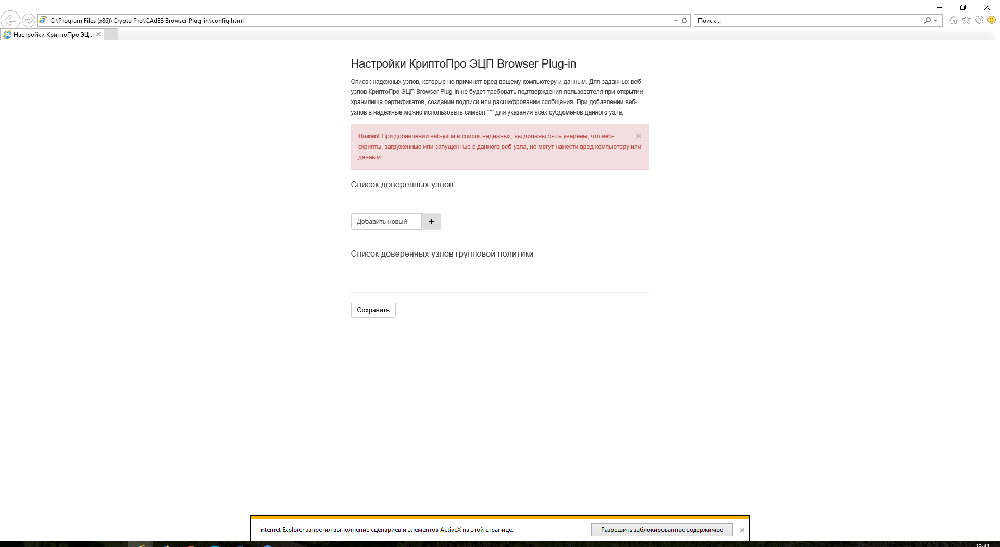 C:\Program Files (x86)\Crypto Pro\CAdES Browser Plug-in\config.html
Поиск...
Настройки КриптоПро ЭЦ...
Настройки КриптоПро ЭЦП Browser Plug-in
Список надежных узлов, которые не причинят вред вашему компьютеру и данным. Для заданных веб-
узлов КриптоПро ЭЦП Browser Plug-in не будет требовать подтверждения пользователя при открытии
хранилища сертификатов, создании подписи или расшифровании сообщения. При добавлении веб-
узлов в надежные можно использовать символ "*" для указания всех субдоменов данного узла.
Важно! При добавлении веб-узла в список надежных, вы должны быть уверены, что веб-
скрипты, загруженные или запущенные с данного веб-узла, не могут нанести вред компьютеру или
данным.
Список доверенных узлов
Добавить новый
Список доверенных узлов групповой политики
Сохранить
Internet Explorer запретил выполнение сценариев и элементов ActiveX на этой странице.
Разрешить заблокированное содержимое